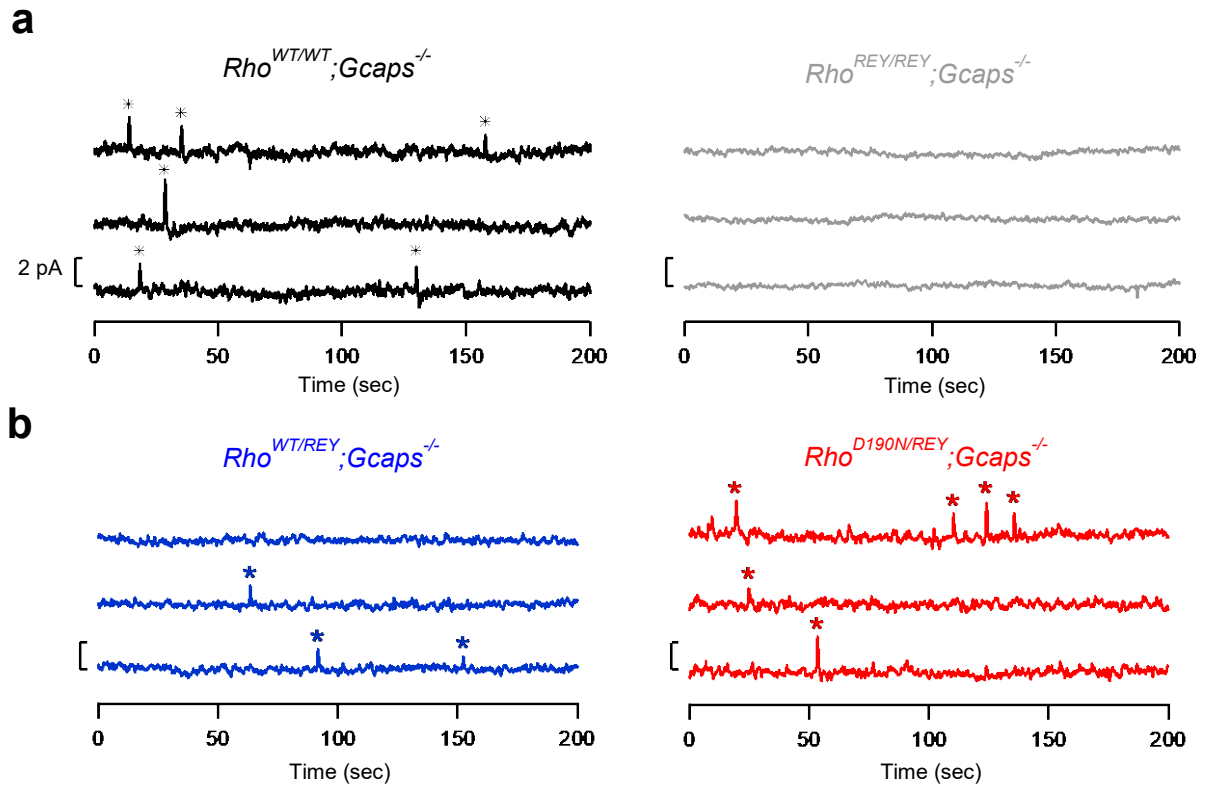 a
Rho^WT/WT;Gcaps^-/-
Rho^REY/REY;Gcaps^-/-
* * *
*
* *
2 pA
0 50 100 150 200
0 50 100 150 200
Time (sec)
Time (sec)
b
Rho^WT/REY;Gcaps^-/-
Rho^D190N/REY;Gcaps^-/-
* * * *
* *
* * *
0 50 100 150 200
0 50 100 150 200
Time (sec)
Time (sec)